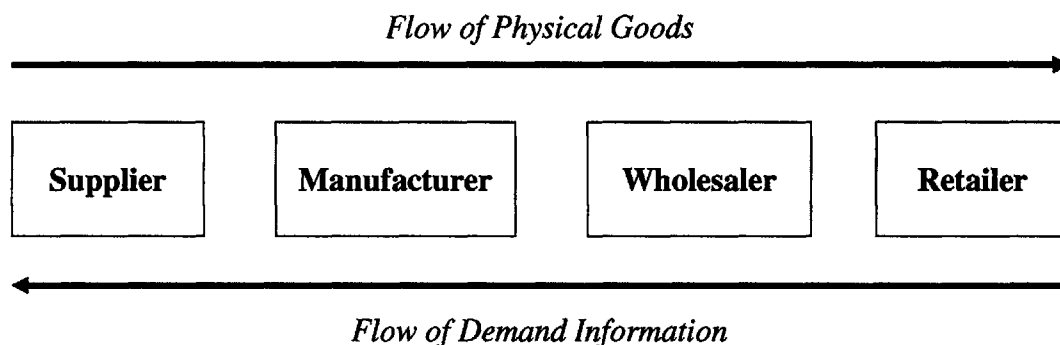 Flow of Physical Goods
Supplier
Manufacturer
Wholesaler
Retailer
Flow of Demand Information